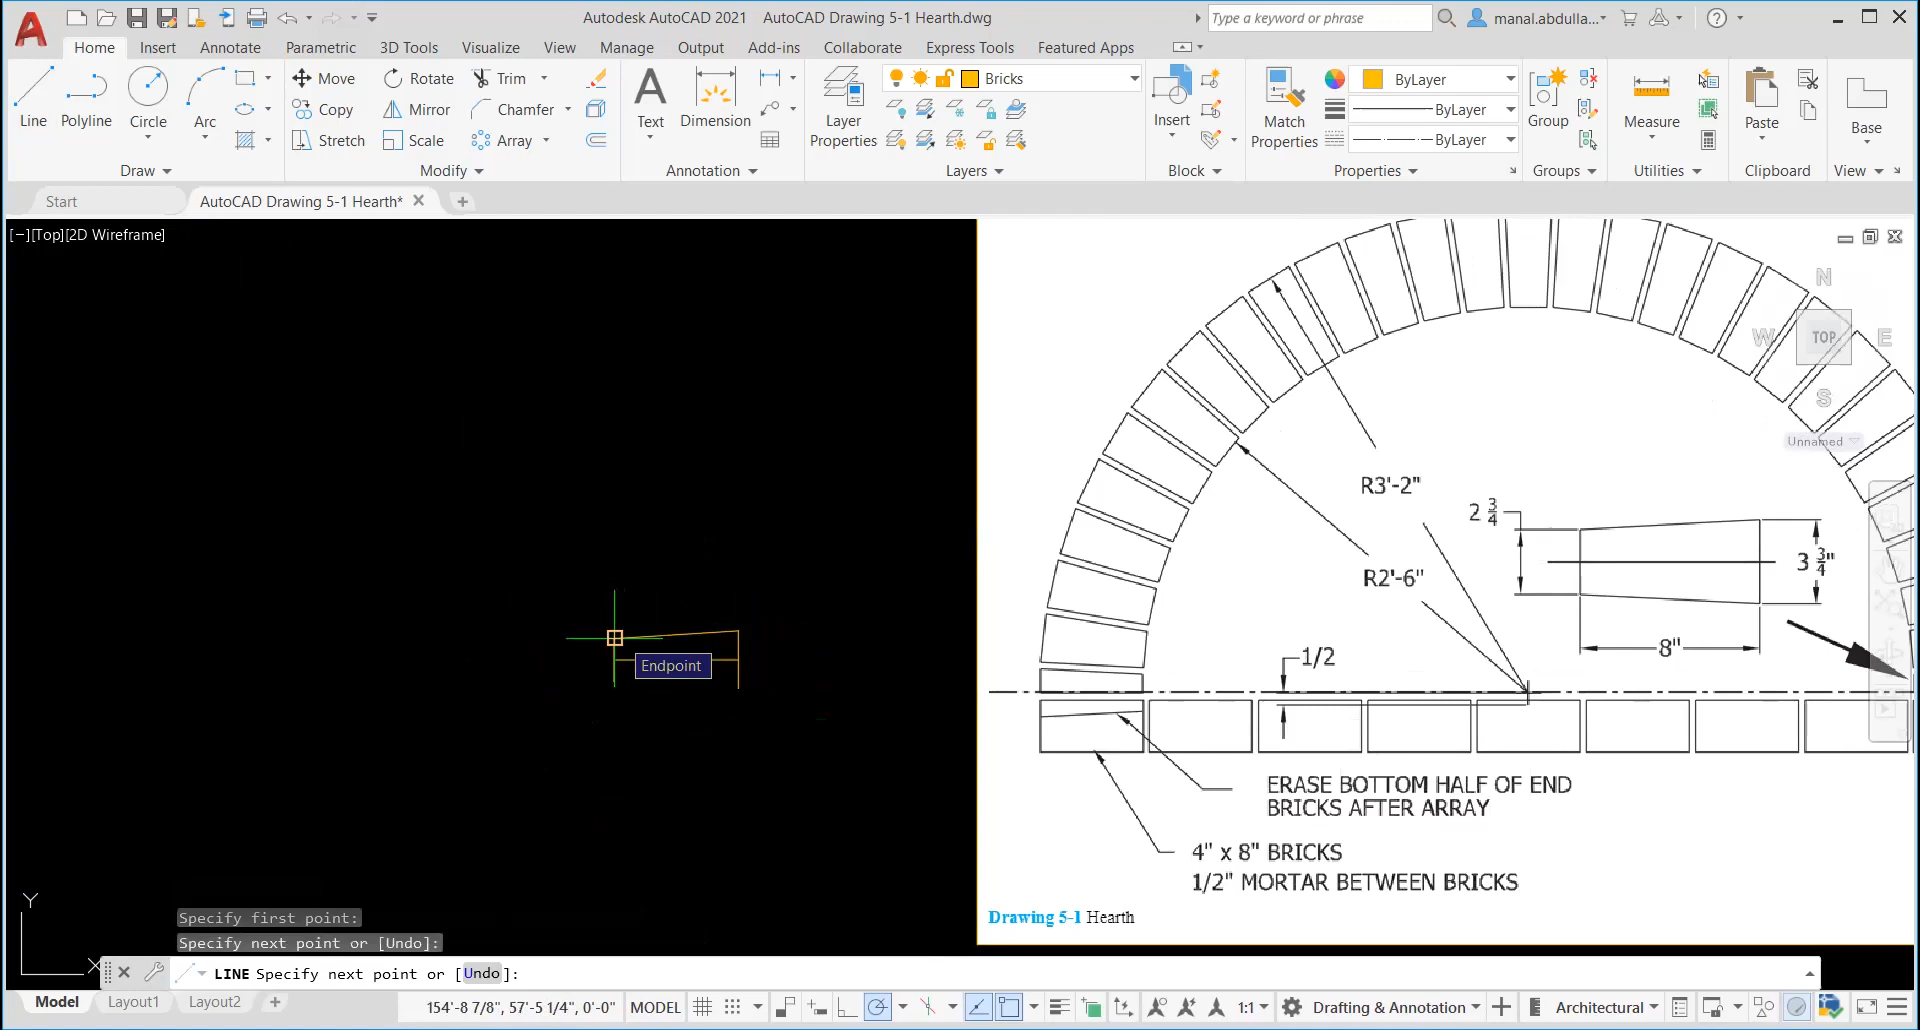 Autodesk AutoCAD 2021 AutoCAD Drawing 5-1 Hearth.dwg
Type a keyword or phrase
manal.abdulla...
Home Insert Annotate Parametric 3D Tools Visualize View Manage Output Add-ins Collaborate Express Tools Featured Apps
Line Polyline Circle Arc
Move Rotate Trim
Copy Mirror Chamfer
Stretch Scale Array
Text Dimension
Layer Properties
Bricks
Insert
Match Properties
ByLayer
ByLayer
ByLayer
Group
Measure
Paste
Base
Draw Modify Annotation Layers Block Properties Groups Utilities Clipboard View
Start AutoCAD Drawing 5-1 Hearth*
[−][Top][2D Wireframe]
N
W TOP E
S
Unnamed
R3'-2"
2 3/4
3 3/4"
R2'-6"
8"
1/2
Endpoint
ERASE BOTTOM HALF OF END
BRICKS AFTER ARRAY
4" x 8" BRICKS
1/2" MORTAR BETWEEN BRICKS
Drawing 5-1 Hearth
Y
X
Specify first point:
Specify next point or [Undo]:
LINE Specify next point or [Undo]:
Model Layout1 Layout2
154'-8 7/8", 57'-5 1/4", 0'-0" MODEL 1:1 Drafting & Annotation Architectural